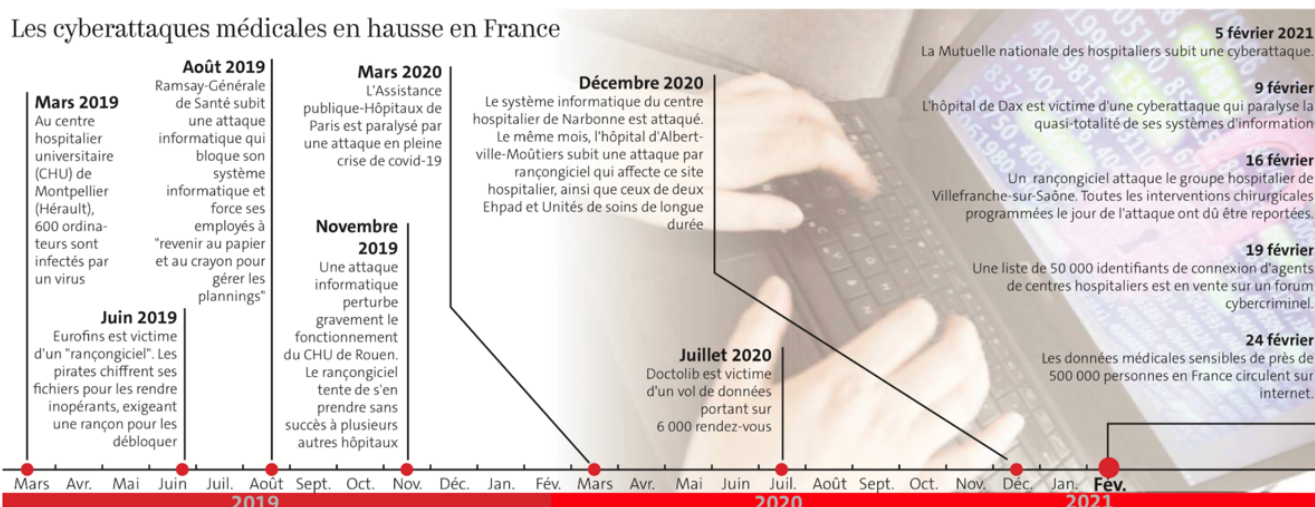 Les cyberattaques médicales en hausse en France
Mars 2019
Au centre
hospitalier
universitaire
(CHU) de
Montpellier
(Hérault),
600 ordina-
teurs sont
infectés par
un virus
Juin 2019
Eurofins est victime
d'un "rançongiciel". Les
pirates chiffrent ses
fichiers pour les rendre
inopérants, exigeant
une rançon pour les
débloquer
Août 2019
Ramsay-Générale
de Santé subit
une attaque
informatique qui
bloque son
système
informatique et
force ses
employés à
"revenir au papier
et au crayon pour
gérer les
plannings"
Novembre
2019
Une attaque
informatique
perturbe
gravement le
fonctionnement
du CHU de Rouen.
Le rançongiciel
tente de s'en
prendre sans
succès à plusieurs
autres hôpitaux
Mars 2020
L'Assistance
publique-Hôpitaux de
Paris est paralysé par
une attaque en pleine
crise de covid-19
Juillet 2020
Doctolib est victime
d'un vol de données
portant sur
6 000 rendez-vous
Décembre 2020
Le système informatique du centre
hospitalier de Narbonne est attaqué.
Le même mois, l'hôpital d'Albert-
ville-Moûtiers subit une attaque par
rançongiciel qui affecte ce site
hospitalier, ainsi que ceux de deux
Ehpad et Unités de soins de longue
durée
5 février 2021
La Mutuelle nationale des hospitaliers subit une cyberattaque.
9 février
L'hôpital de Dax est victime d'une cyberattaque qui paralyse la
quasi-totalité de ses systèmes d'information
16 février
Un rançongiciel attaque le groupe hospitalier de
Villefranche-sur-Saône. Toutes les interventions chirurgicales
programmées le jour de l'attaque ont dû être reportées.
19 février
Une liste de 50 000 identifiants de connexion d'agents
de centres hospitaliers est en vente sur un forum
cybercriminel.
24 février
Les données médicales sensibles de près de
500 000 personnes en France circulent sur
internet.
Mars Avr. Mai Juin Juil. Août Sept. Oct. Nov. Déc. Jan. Fév. Mars Avr. Mai Juin Juil. Août Sept. Oct. Nov. Déc. Jan. Fév.
2019 2020 2021